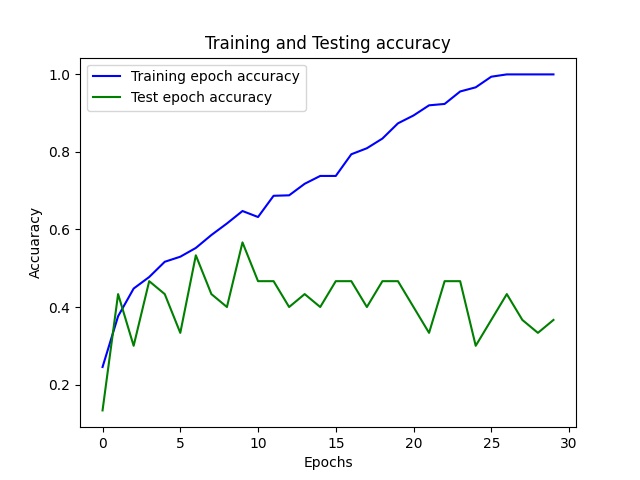 Training and Testing accuracy
Training epoch accuracy
Test epoch accuracy
1.0
0.8
0.6
0.4
0.2
Accuaracy
0 5 10 15 20 25 30
Epochs